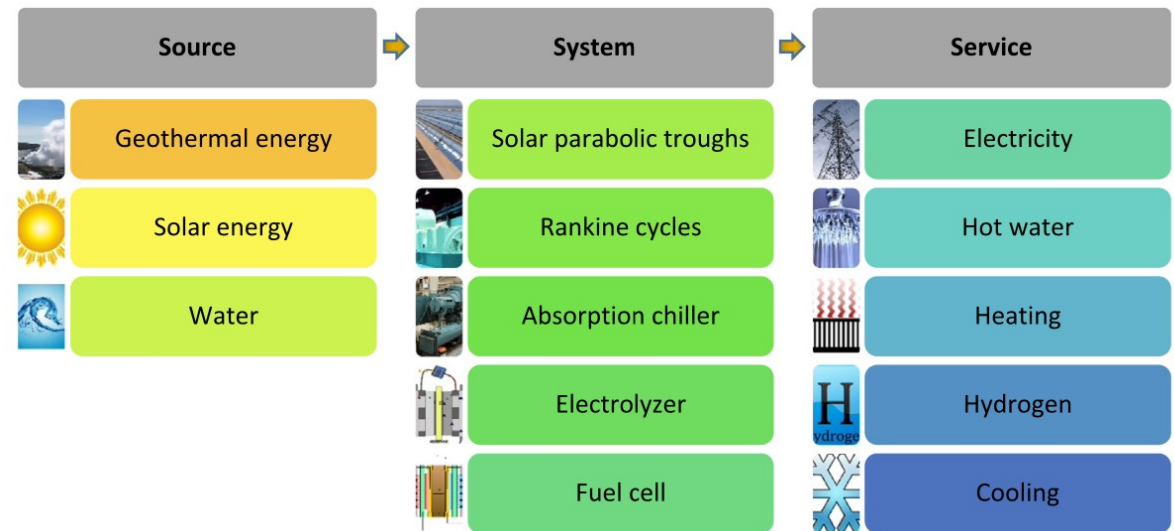 Source
System
Service
Geothermal energy
Solar energy
Water
Solar parabolic troughs
Rankine cycles
Absorption chiller
Electrolyzer
Fuel cell
Electricity
Hot water
Heating
H
ydroge
Hydrogen
Cooling